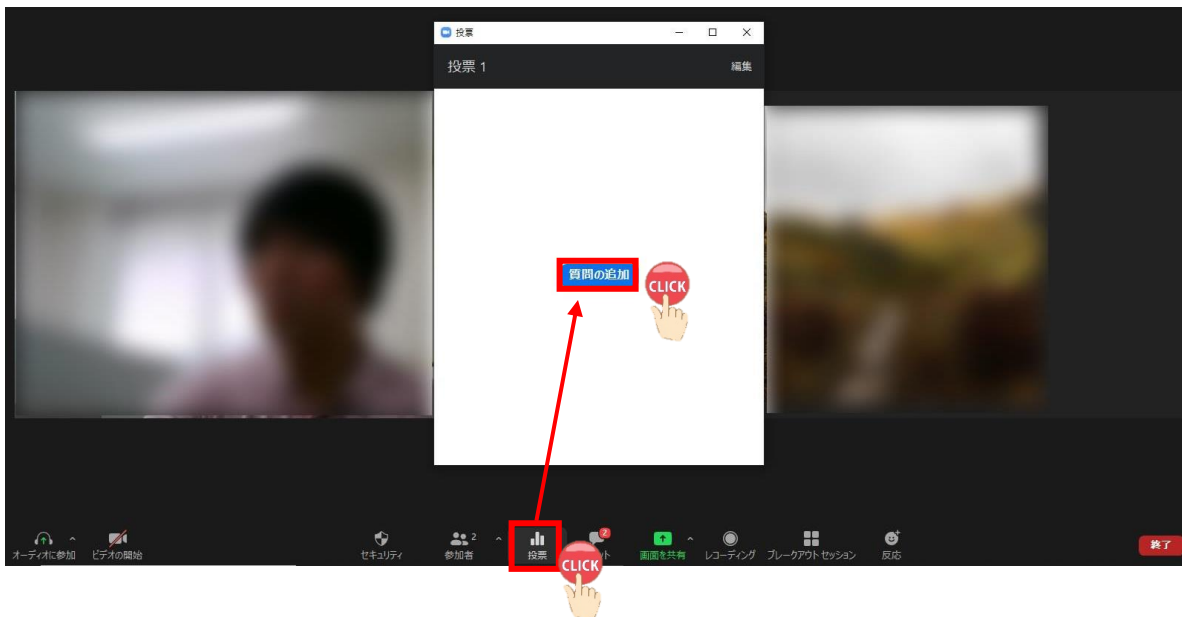 投票
投票 1
編集
質問の追加
CLICK
2
2
オーディオに参加
ビデオの開始
セキュリティ
参加者
投票
ト
画面を共有
レコーディング
ブレークアウト セッション
反応
終了
CLICK